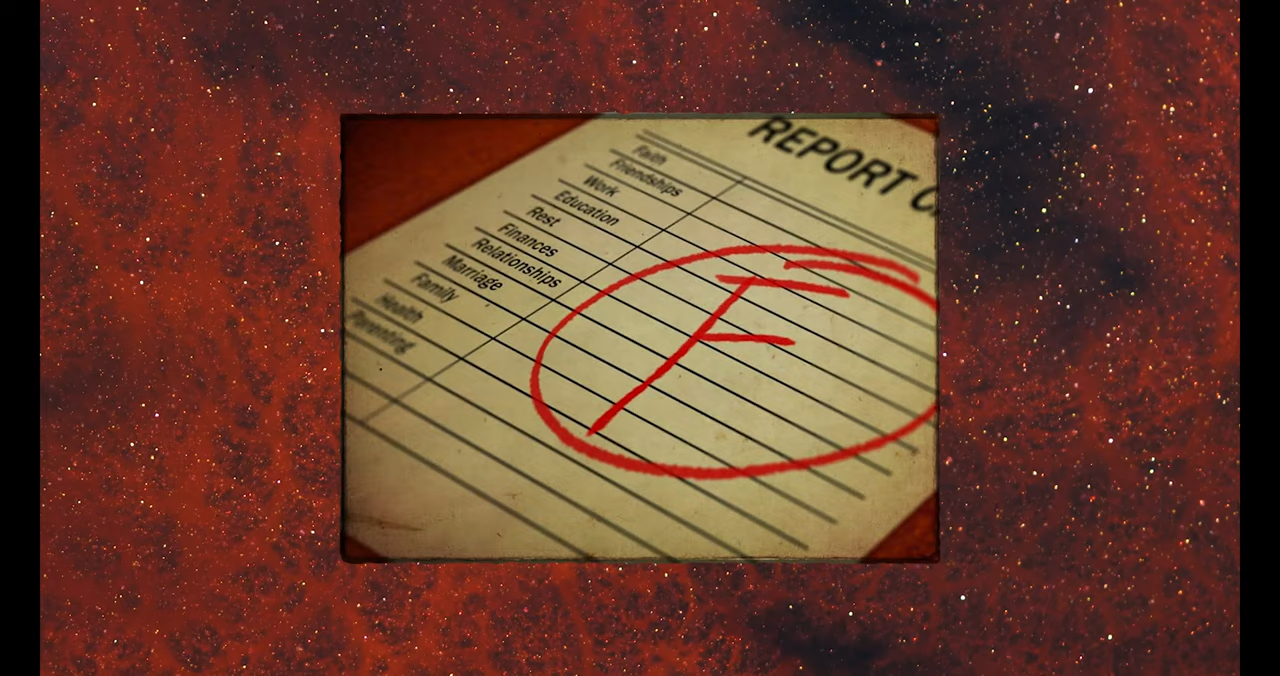 REPORT
Faith
Friendships
Work
Education
Rest
Finances
Relationships
Marriage
Family
Health
Parenting
F